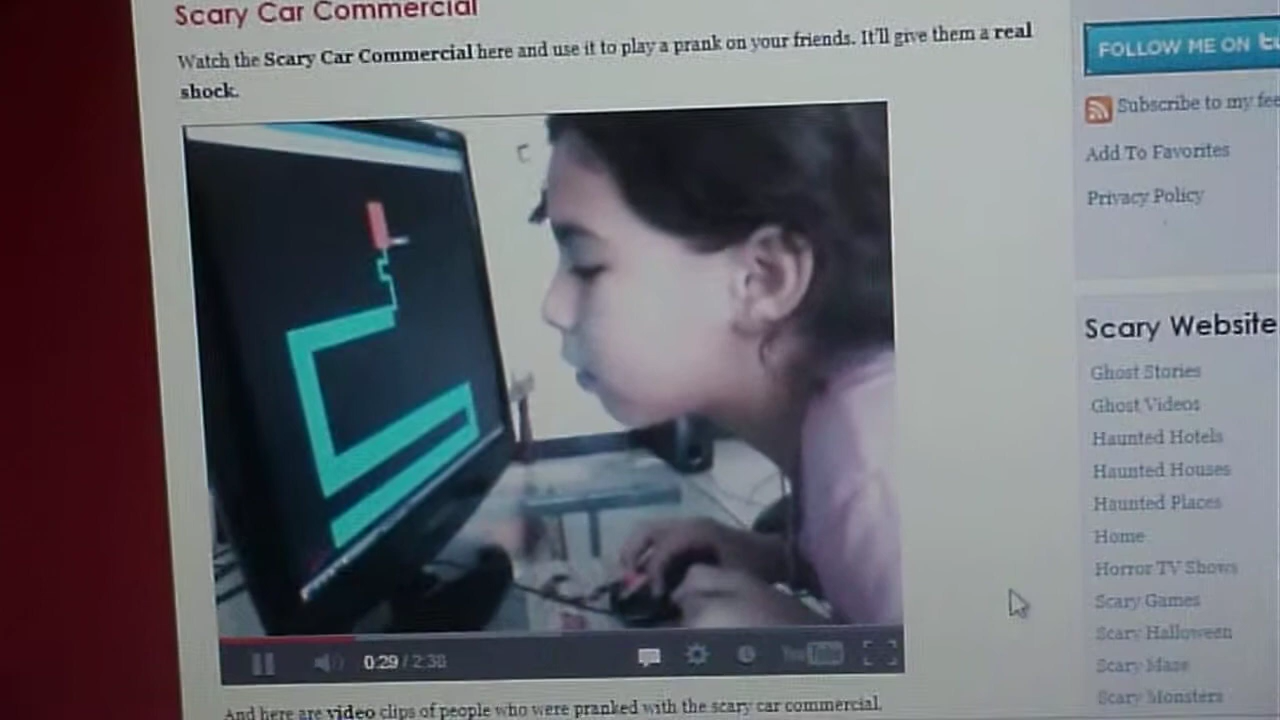 Scary Car Commercial
Watch the Scary Car Commercial here and use it to play a prank on your friends. It'll give them a real
shock.
0:29 / 2:38
YouTube
And here are video clips of people who were pranked with the scary car commercial.
FOLLOW ME ON
Subscribe to my
Add To Favorites
Privacy Policy
Scary Website
Ghost Stories
Ghost Videos
Haunted Hotels
Haunted Houses
Haunted Places
Home
Horror TV Shows
Scary Games
Scary Halloween
Scary Maze
Scary Monsters